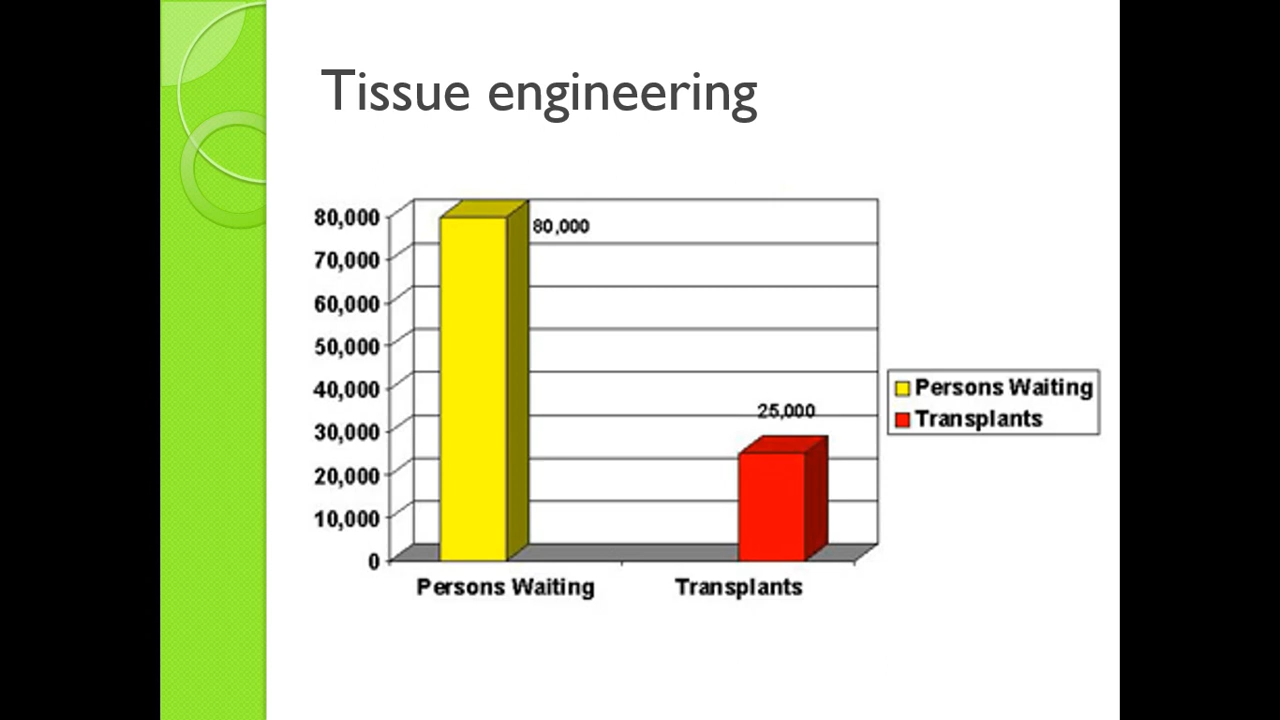 Tissue engineering
80,000
70,000
60,000
50,000
40,000
30,000
20,000
10,000
0
80,000
25,000
Persons Waiting
Transplants
Persons Waiting
Transplants